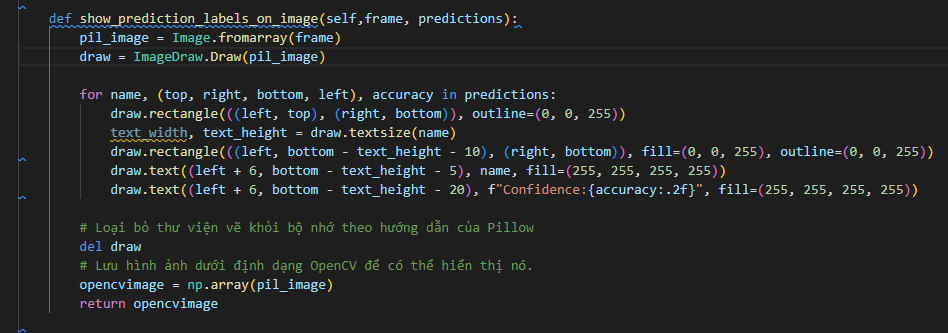 def show_prediction_labels_on_image(self,frame, predictions):
pil_image = Image.fromarray(frame)
draw = ImageDraw.Draw(pil_image)
for name, (top, right, bottom, left), accuracy in predictions:
draw.rectangle(((left, top), (right, bottom)), outline=(0, 0, 255))
text_width, text_height = draw.textsize(name)
draw.rectangle(((left, bottom - text_height - 10), (right, bottom)), fill=(0, 0, 255), outline=(0, 0, 255))
draw.text((left + 6, bottom - text_height - 5), name, fill=(255, 255, 255, 255))
draw.text((left + 6, bottom - text_height - 20), f"Confidence:{accuracy:.2f}", fill=(255, 255, 255, 255))
# Loại bỏ thư viện vẽ khỏi bộ nhớ theo hướng dẫn của Pillow
del draw
# Lưu hình ảnh dưới định dạng OpenCV để có thể hiển thị nó.
opencvimage = np.array(pil_image)
return opencvimage